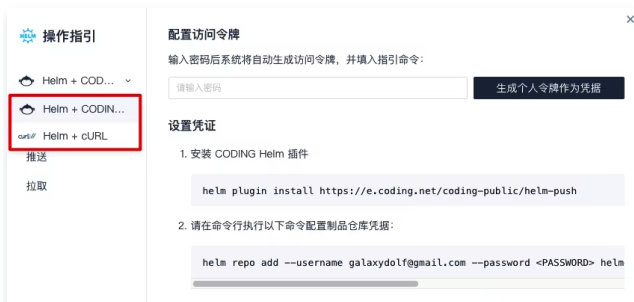 HELM 操作指引
Helm + COD...
Helm + CODIN...
curl:// Helm + cURL
推送
拉取
配置访问令牌
输入密码后系统将自动生成访问令牌，并填入指引命令：
请输入密码
生成个人令牌作为凭据
设置凭证
1. 安装 CODING Helm 插件
helm plugin install https://e.coding.net/coding-public/helm-push
2. 请在命令行执行以下命令配置制品仓库凭据：
helm repo add --username galaxydolf@gmail.com --password <PASSWORD> helm